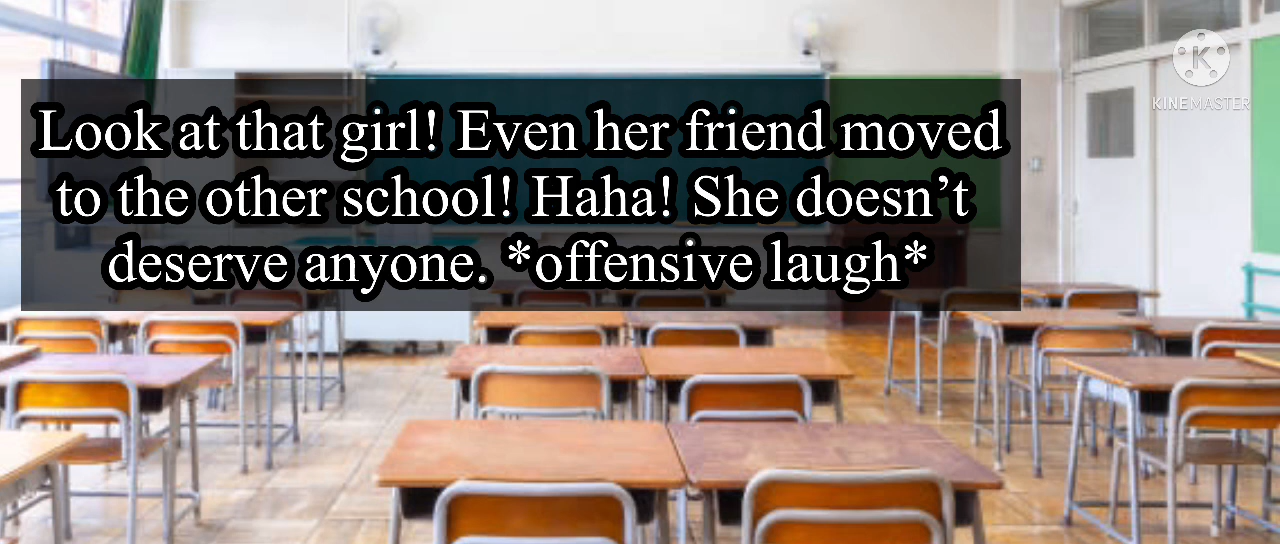 Look at that girl! Even her friend moved
to the other school! Haha! She doesn’t
deserve anyone. *offensive laugh*
K
KINEMASTER